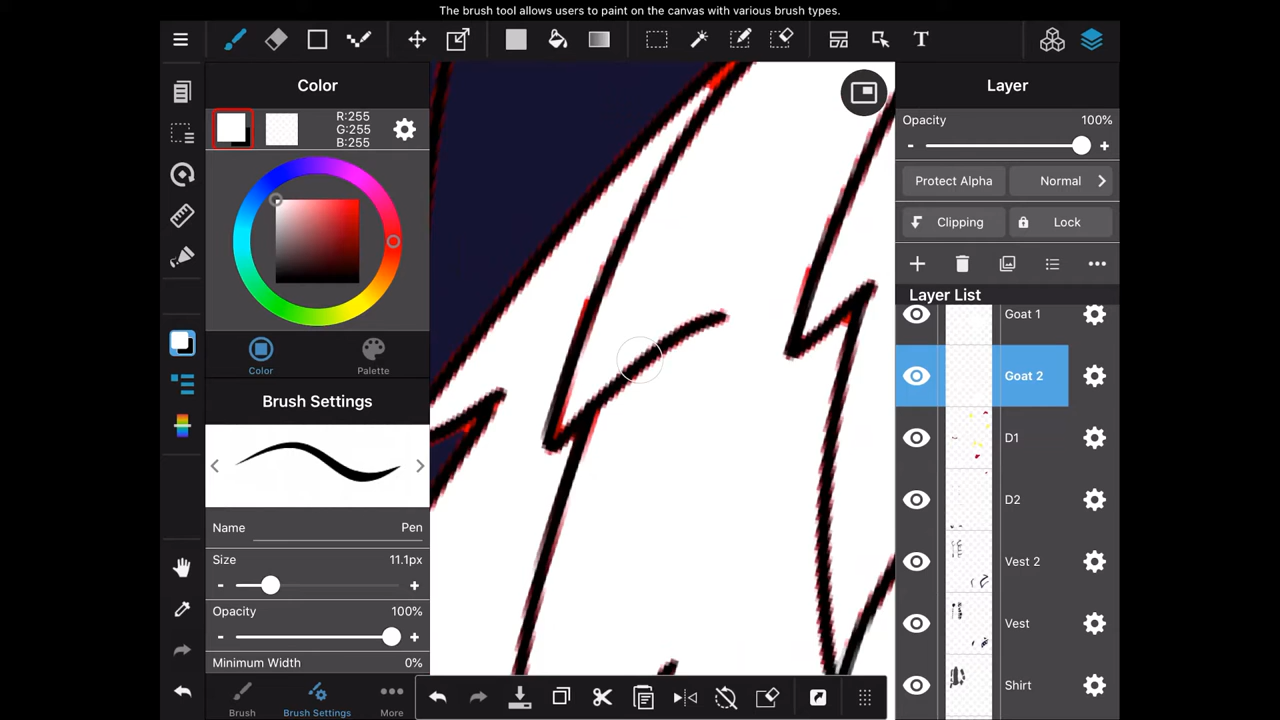 The brush tool allows users to paint on the canvas with various brush types.
T
Color
R:255
G:255
B:255
Color
Palette
Brush Settings
Name Pen
Size 11.1px
- +
Opacity 100%
- +
Minimum Width 0%
Brush
Brush Settings
More
Layer
Opacity 100%
- +
Protect Alpha
Normal
Clipping
Lock
Layer List
Goat 1
Goat 2
D1
D2
Vest 2
Vest
Shirt